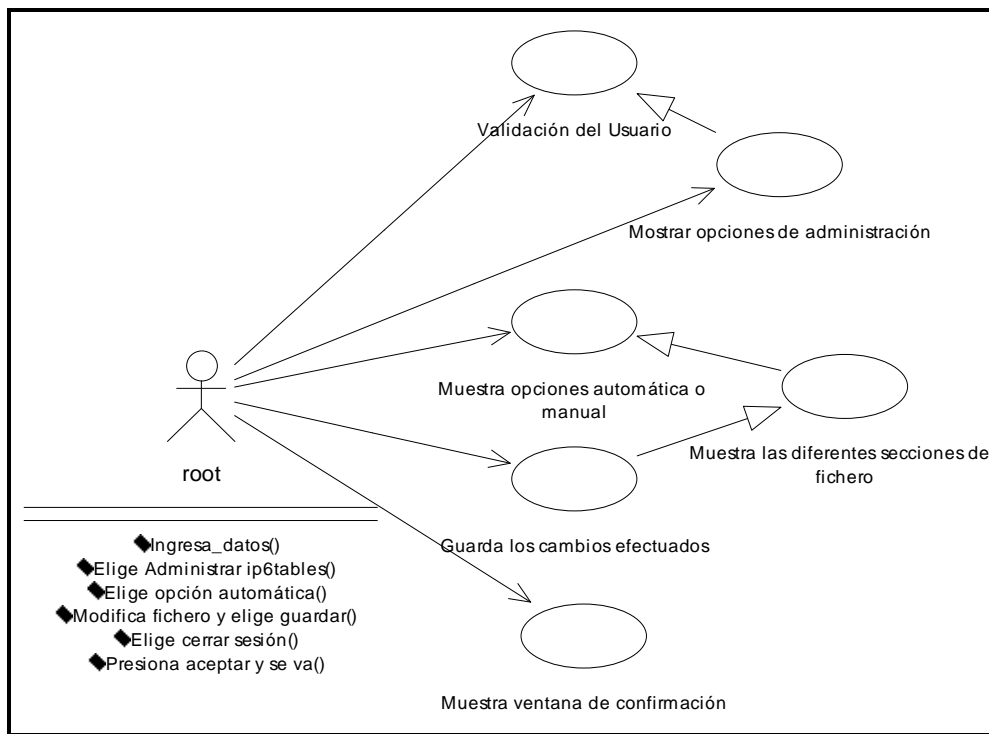 Validación del Usuario
Mostrar opciones de administración
Muestra opciones automática o
manual
Muestra las diferentes secciones de
fichero
root
Guarda los cambios efectuados
Ingresa_datos()
Elige Administrar ip6tables()
Elige opción automática()
Modifica fichero y elige guardar()
Elige cerrar sesión()
Presiona aceptar y se va()
Muestra ventana de confirmación